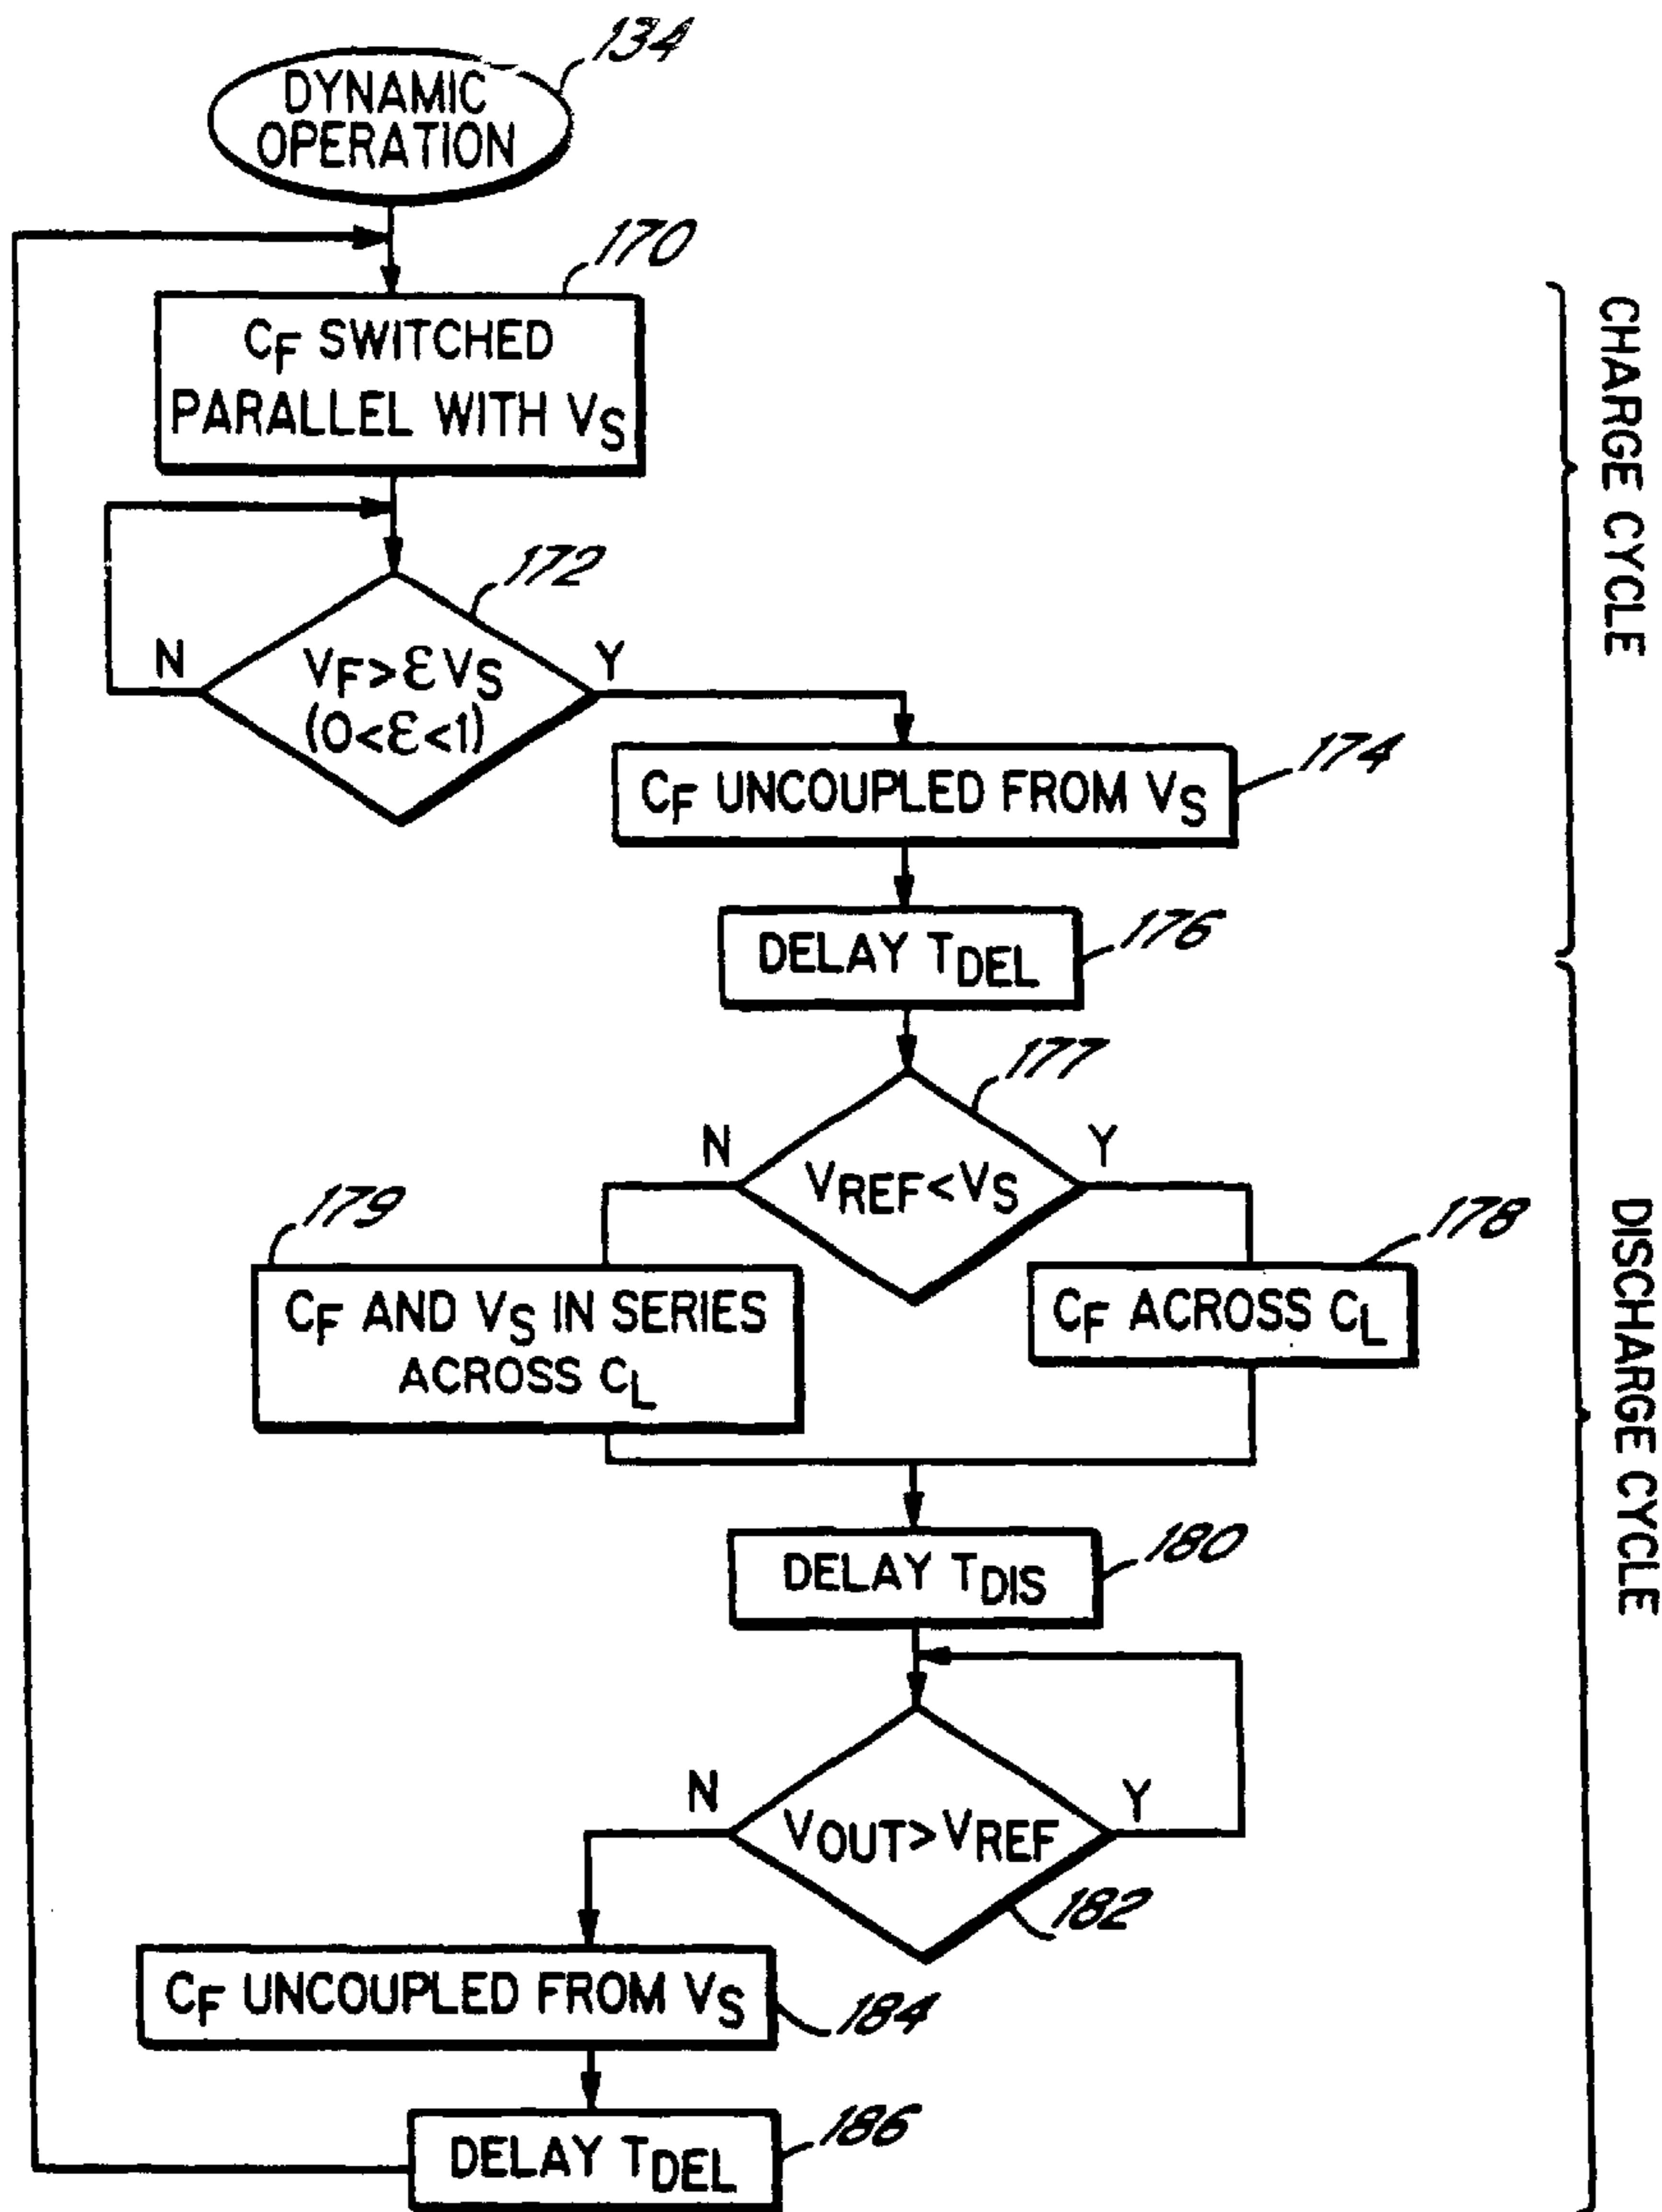 134
DYNAMIC
OPERATION
170
CF SWITCHED
PARALLEL WITH VS
172
N
VF>εVS
(0<ε<1)
Y
174
CF UNCOUPLED FROM VS
176
DELAY TDEL
CHARGE CYCLE
177
N
VREF<VS
Y
179
CF AND VS IN SERIES
ACROSS CL
178
CF ACROSS CL
180
DELAY TDIS
N
VOUT>VREF
Y
182
CF UNCOUPLED FROM VS
184
DELAY TDEL
186
DISCHARGE CYCLE